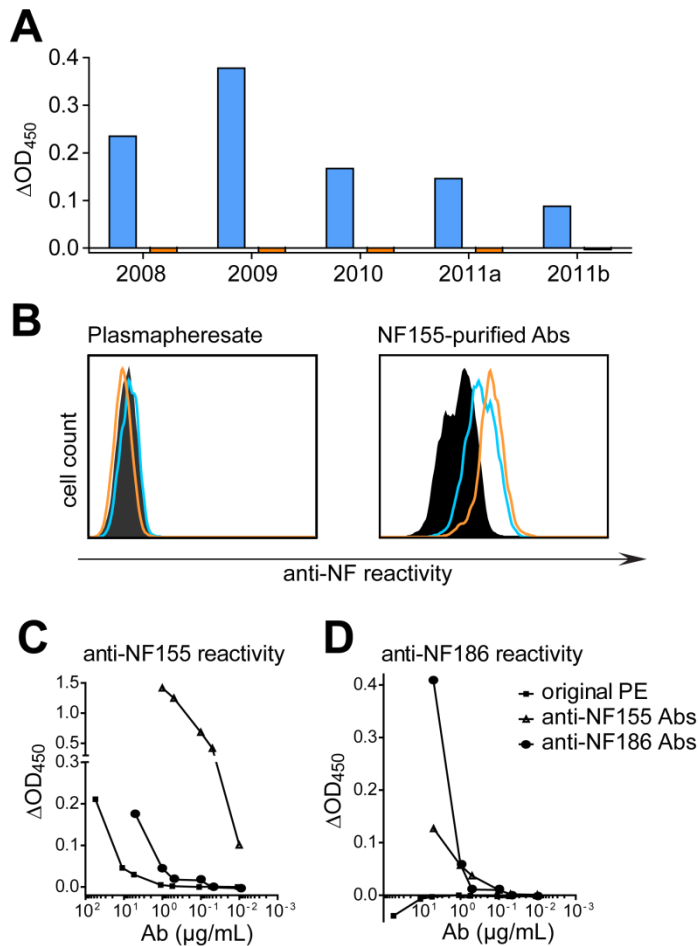 A
ΔOD450
0.4
0.3
0.2
0.1
0.0
2008 2009 2010 2011a 2011b
B
Plasmapheresate NF155-purified Abs
cell count
anti-NF reactivity
C D
anti-NF155 reactivity anti-NF186 reactivity
original PE
anti-NF155 Abs
anti-NF186 Abs
ΔOD450
1.5
1.0
0.5
0.3
0.2
0.1
0.0
10² 10¹ 10⁰ 10⁻¹ 10⁻² 10⁻³
Ab (µg/mL)
ΔOD450
0.4
0.3
0.2
0.1
0.0
10¹ 10⁰ 10⁻¹ 10⁻² 10⁻³
Ab (µg/mL)